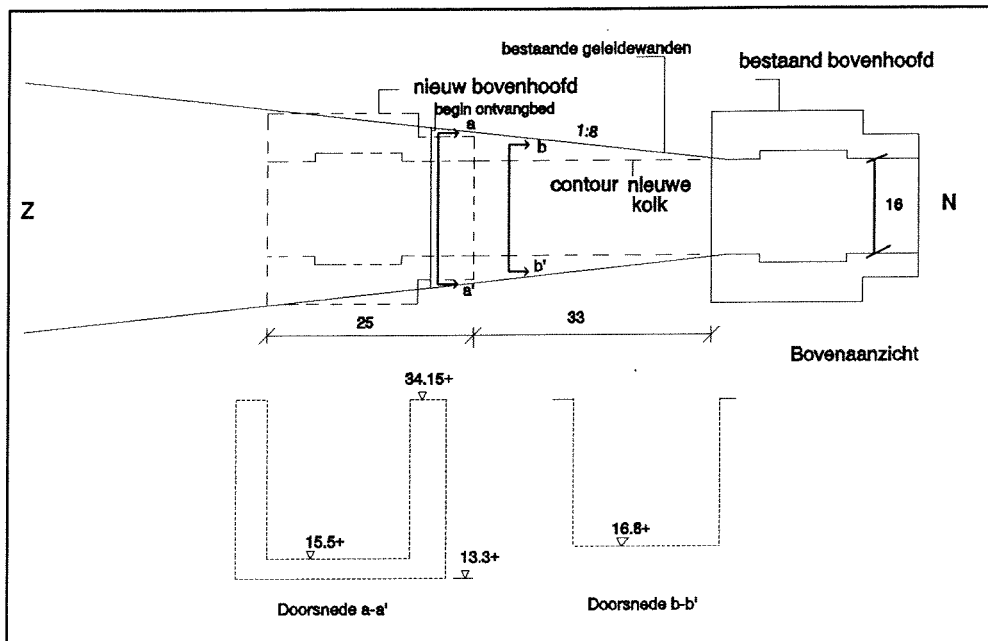 bestaande geleidewanden
bestaand bovenhoofd
nieuw bovenhoofd
begin ontvangbed
a
1:8
b
contour nieuwe
kolk
Z
16
N
b'
a'
25
33
Bovenaanzicht
34.15+
15.5+
16.8+
13.3+
Doorsnede a-a'
Doorsnede b-b'